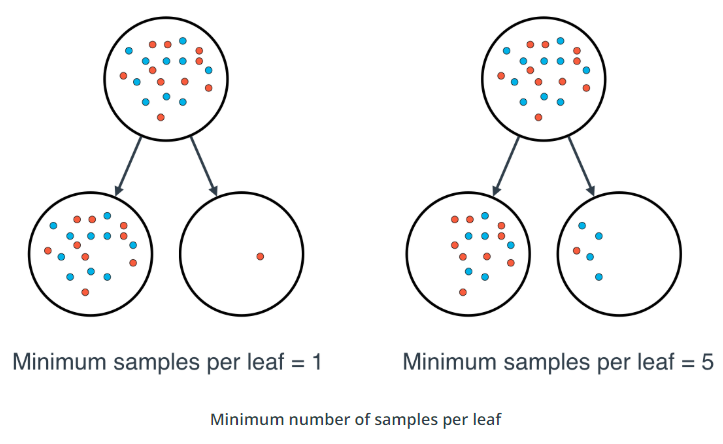 Minimum samples per leaf = 1
Minimum samples per leaf = 5
Minimum number of samples per leaf